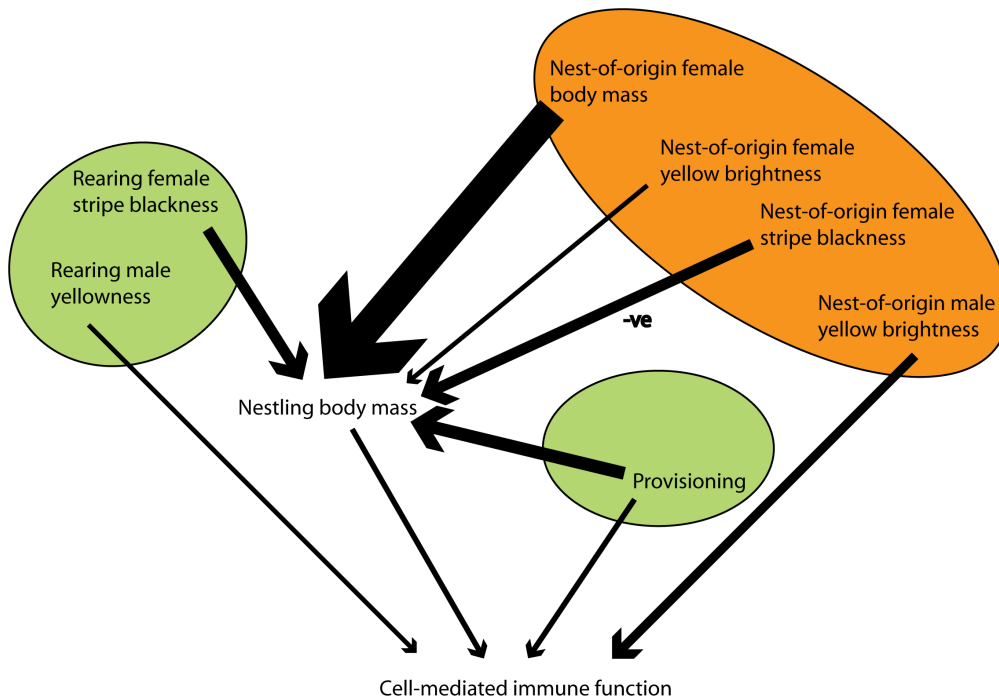 Nest-of-origin female
body mass
Nest-of-origin female
yellow brightness
Rearing female
stripe blackness
Nest-of-origin female
stripe blackness
Rearing male
yellowness
Nest-of-origin male
yellow brightness
-ve
Nestling body mass
Provisioning
Cell-mediated immune function